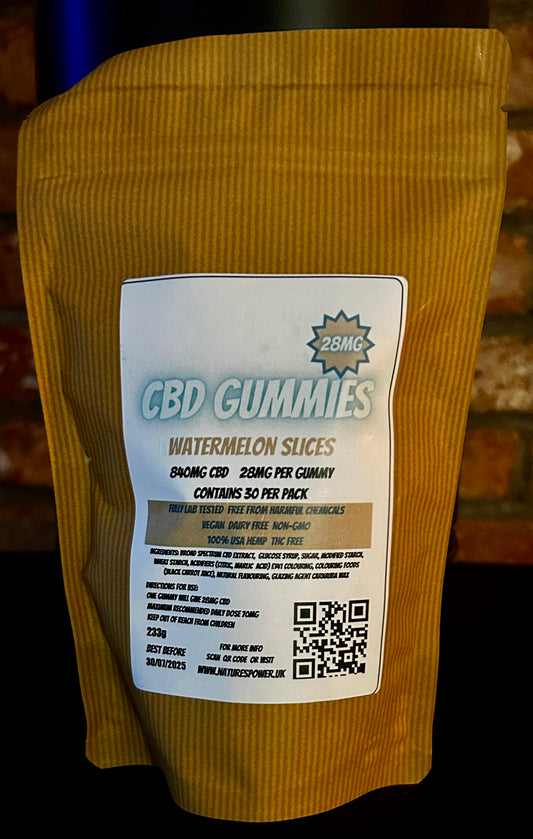 28MG
CBD GUMMIES
WATERMELON SLICES
840MG CBD 28MG PER GUMMY
CONTAINS 30 PER PACK
FULLY LAB TESTED FREE FROM HARMFUL CHEMICALS
VEGAN DAIRY FREE NON-GMO
100% USA HEMP THC FREE
INGREDIENTS: BROAD SPECTRUM CBD EXTRACT, GLUCOSE SYRUP, SUGAR, MODIFIED STARCH,
WHEAT STARCH, ACIDIFIERS (CITRIC, MARLIC ACID) E141 COLOURING, COLOURING FOODS
(BLACK CARROT JUICE), NATURAL FLAVOURING, GLAZING AGENT CARNAUBA WAX
DIRECTIONS FOR USE:
ONE GUMMY WILL GIVE 28MG CBD
MAXIMUM RECOMMENDED DAILY DOSE 70MG
KEEP OUT OF REACH FROM CHILDREN
233g
BEST BEFORE
30/07/2025
FOR MORE INFO
SCAN QR CODE OR VISIT
WWW.NATURESPOWER.UK